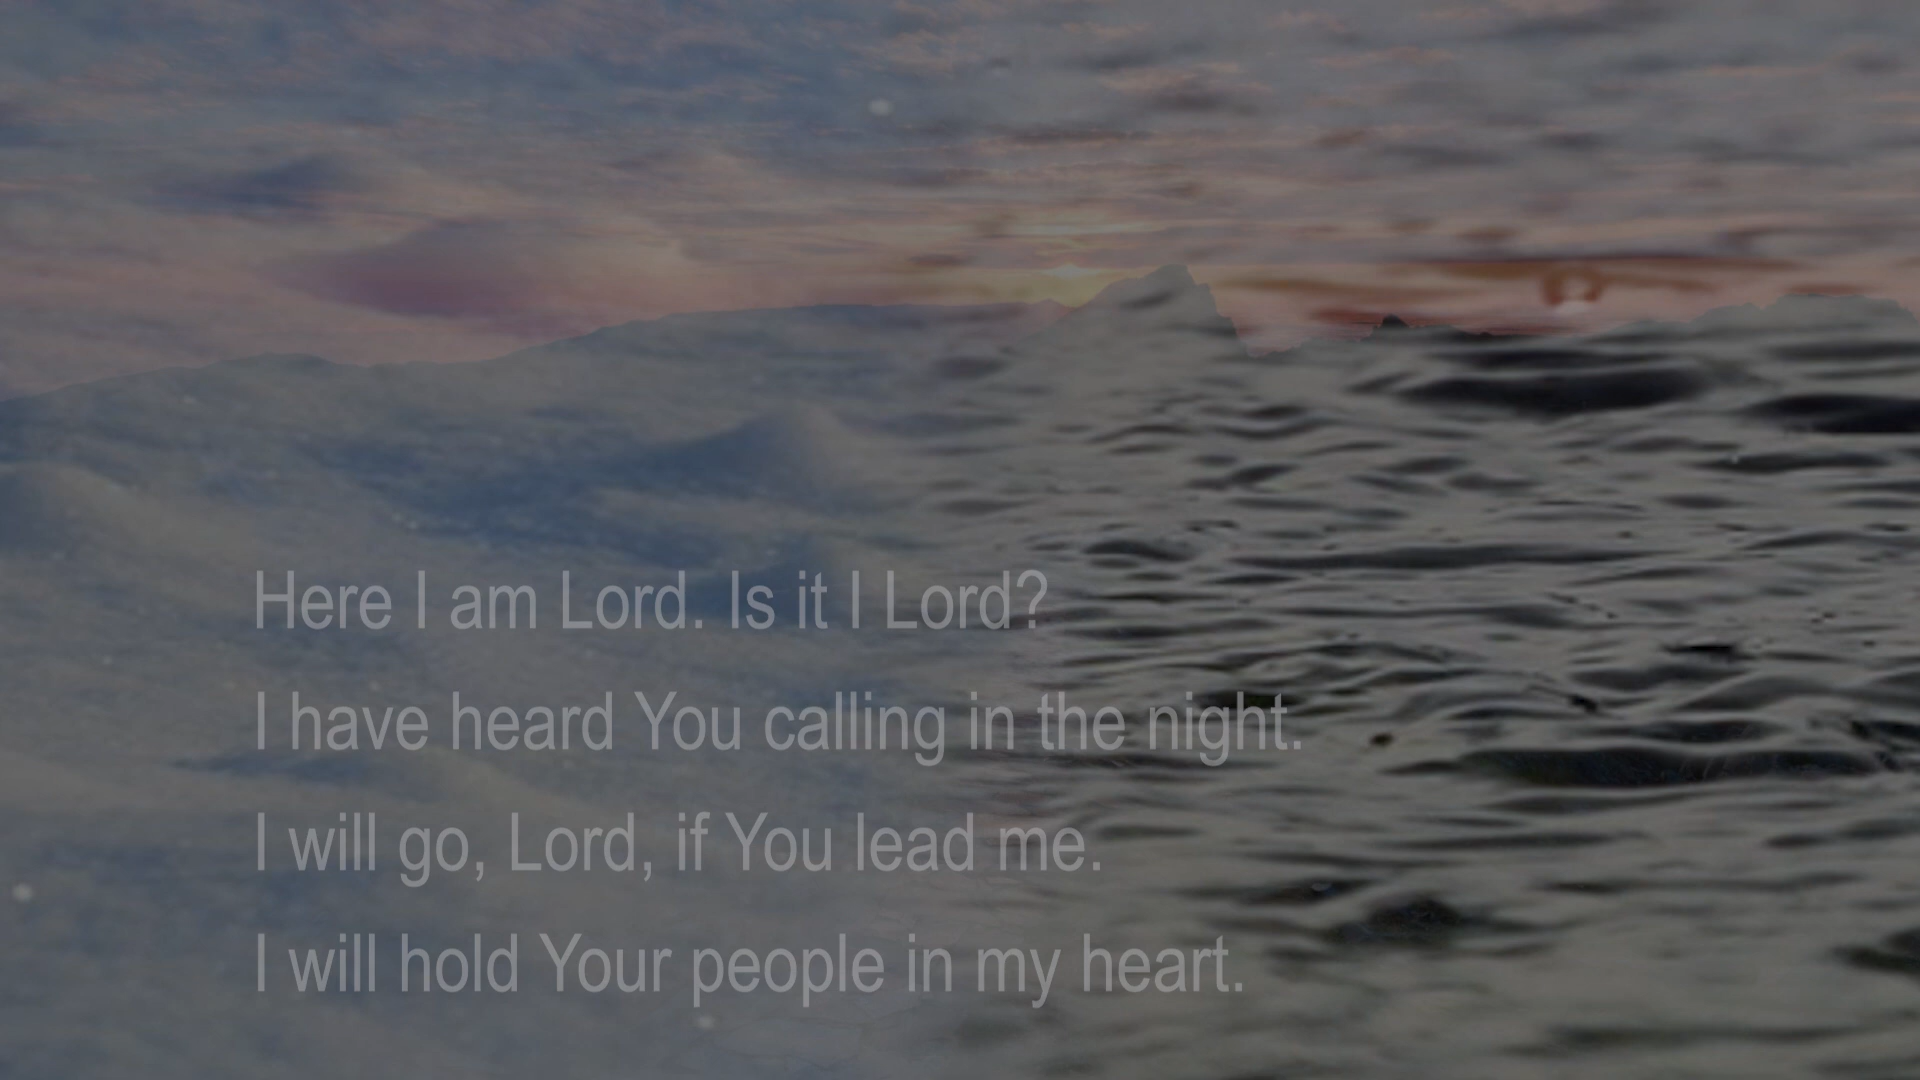 Here I am Lord. Is it I Lord?
I have heard You calling in the night.
I will go, Lord, if You lead me.
I will hold Your people in my heart.